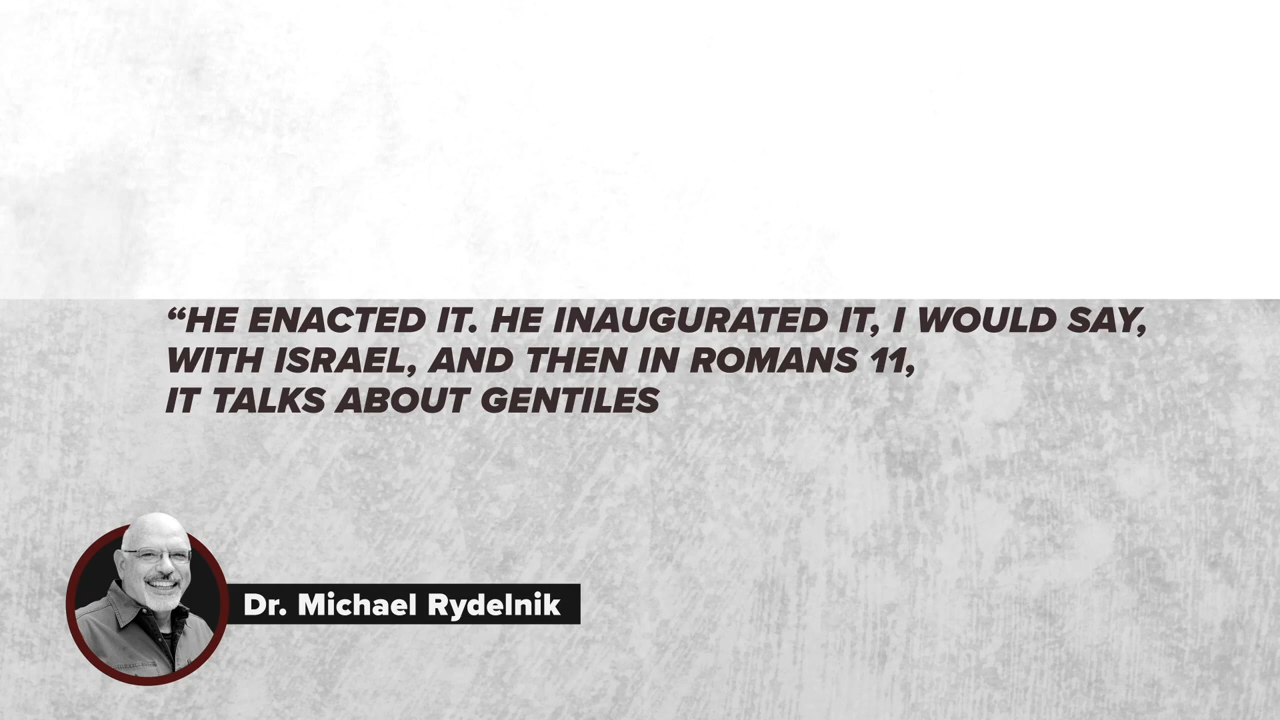 “HE ENACTED IT. HE INAUGURATED IT, I WOULD SAY,
WITH ISRAEL, AND THEN IN ROMANS 11,
IT TALKS ABOUT GENTILES
Dr. Michael Rydelnik